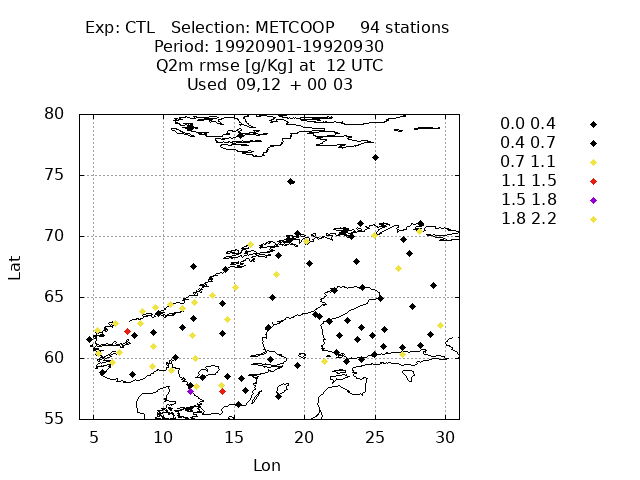 Exp: CTL   Selection: METCOOP     94 stations
Period: 19920901-19920930
Q2m rmse [g/Kg] at  12 UTC
Used  09,12  + 00 03
0.0 0.4
0.4 0.7
0.7 1.1
1.1 1.5
1.5 1.8
1.8 2.2
80
75
70
65
60
55
Lat
5 10 15 20 25 30
Lon